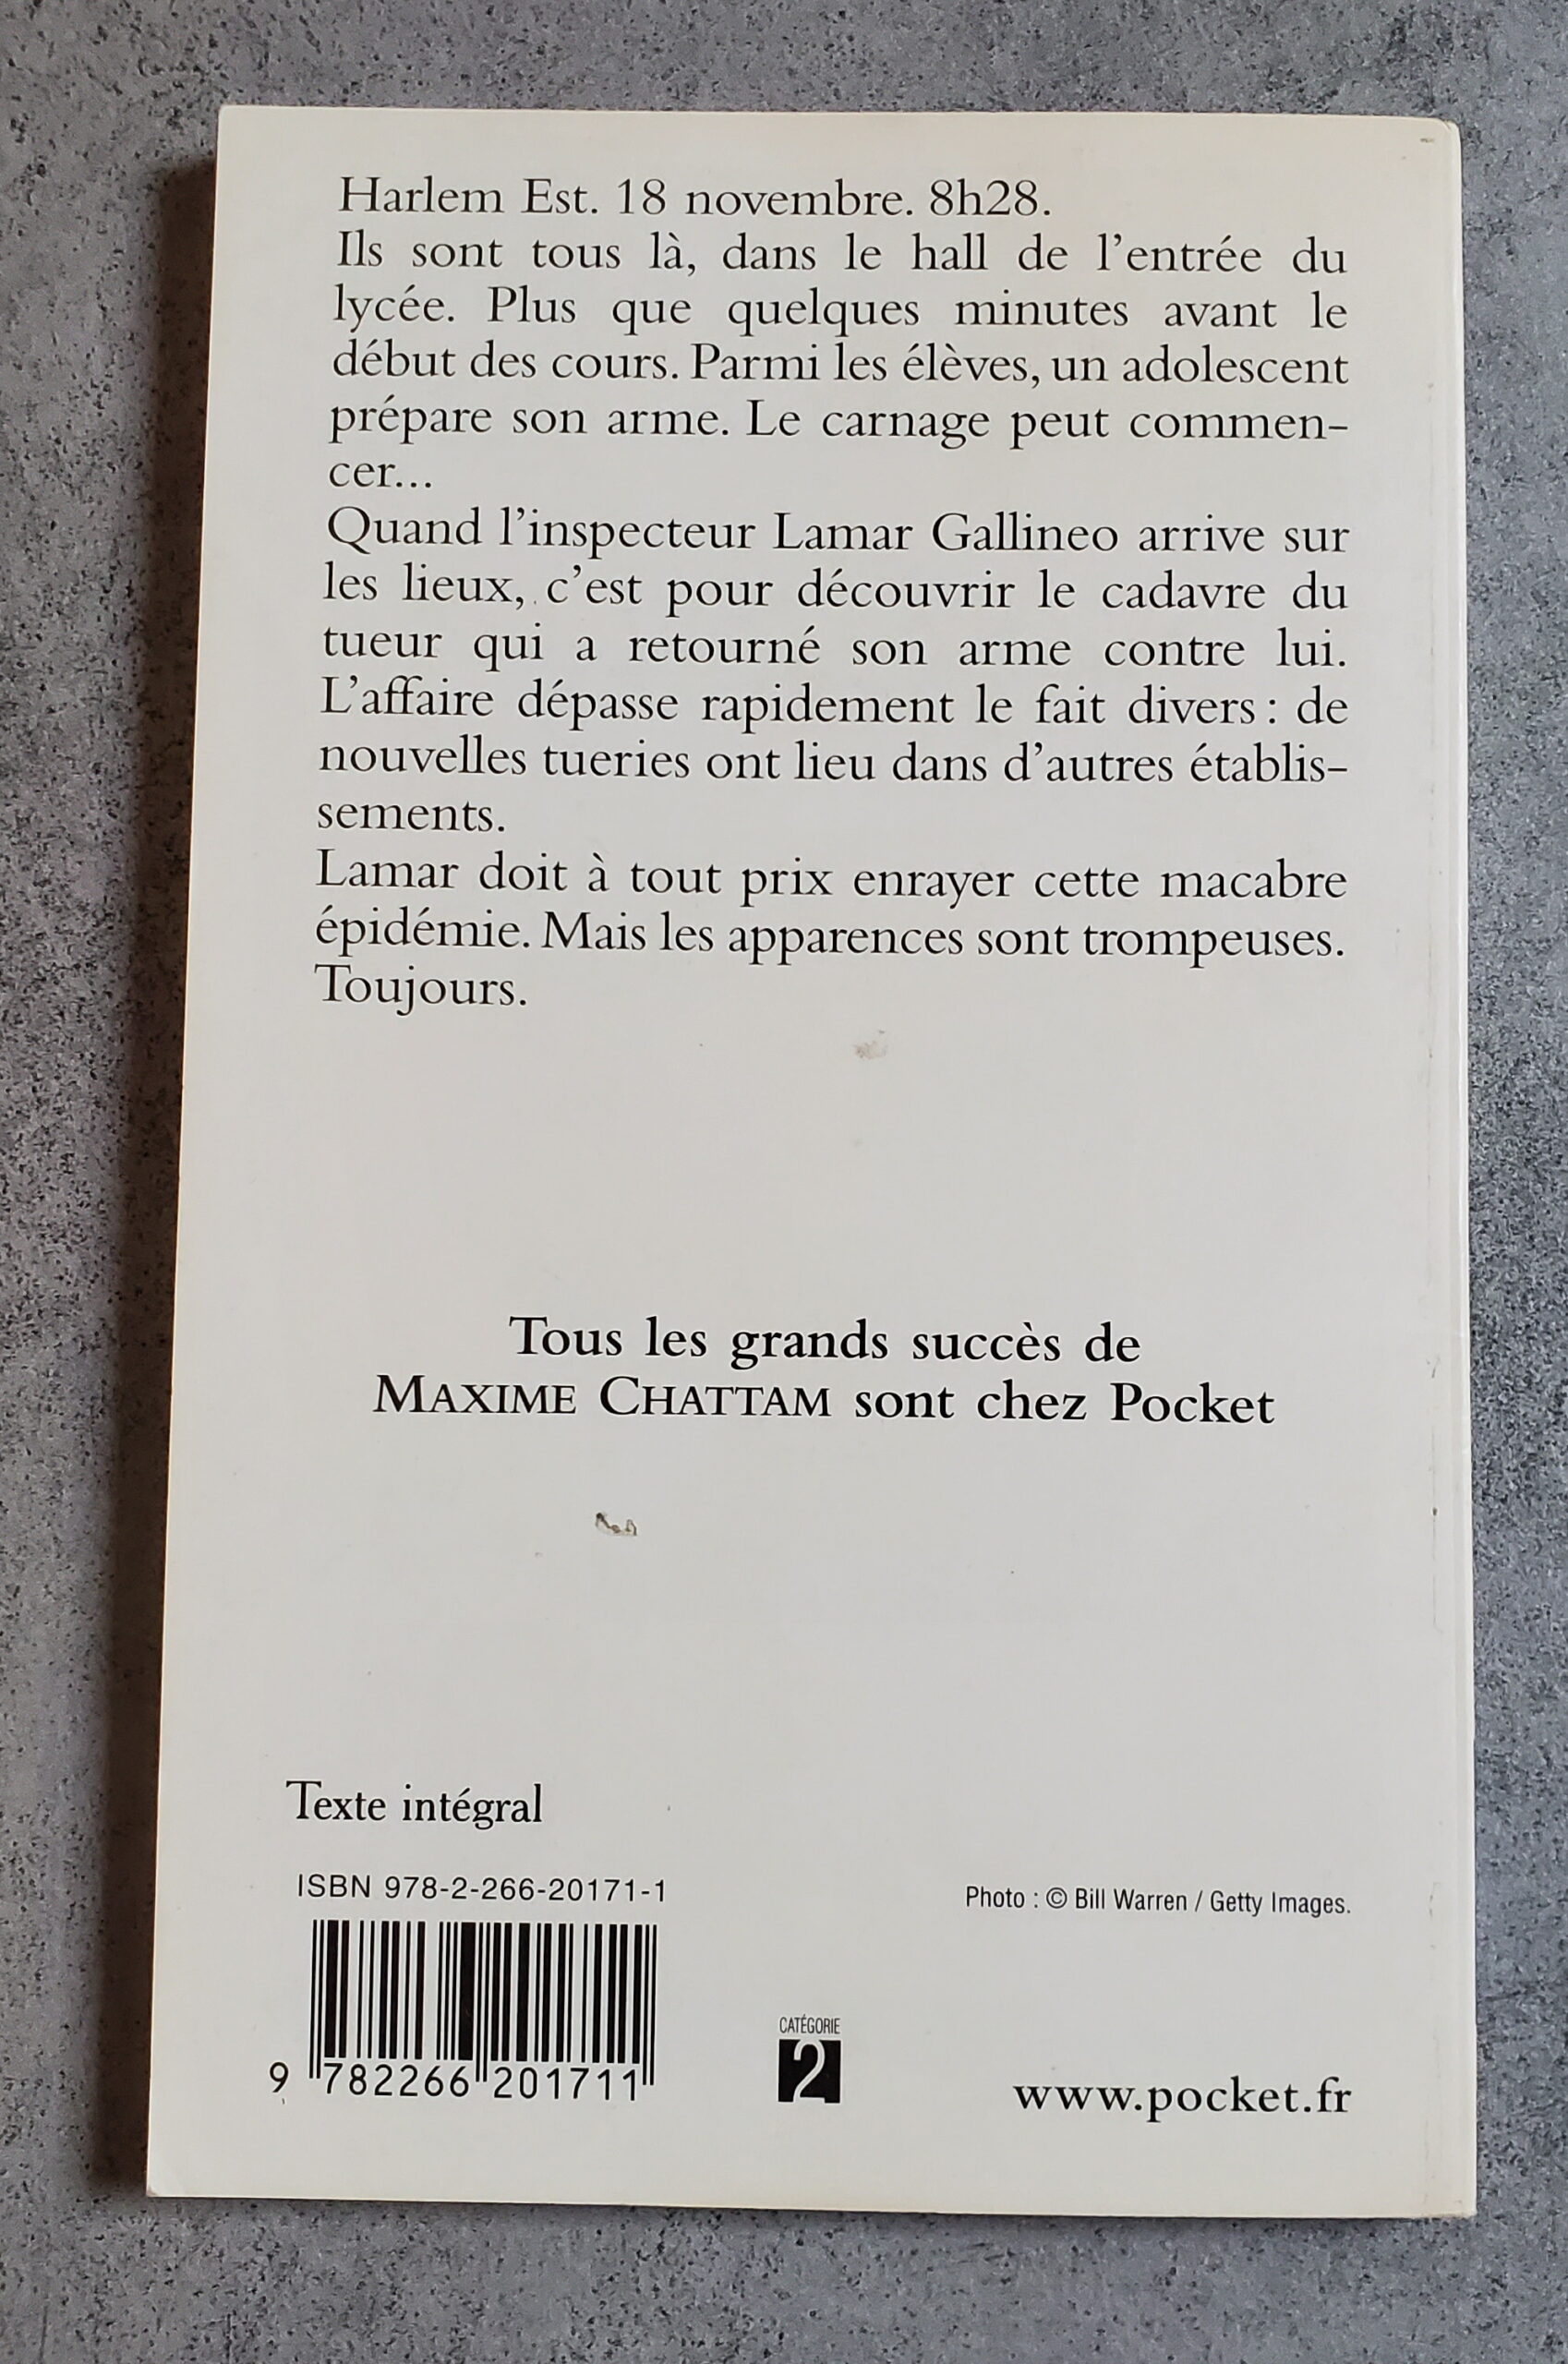 Harlem Est. 18 novembre. 8h28.
Ils sont tous là, dans le hall de l'entrée du
lycée. Plus que quelques minutes avant le
début des cours. Parmi les élèves, un adolescent
prépare son arme. Le carnage peut commen-
cer...
Quand l'inspecteur Lamar Gallineo arrive sur
les lieux, c'est pour découvrir le cadavre du
tueur qui a retourné son arme contre lui.
L'affaire dépasse rapidement le fait divers : de
nouvelles tueries ont lieu dans d'autres établis-
sements.
Lamar doit à tout prix enrayer cette macabre
épidémie. Mais les apparences sont trompeuses.
Toujours.
Tous les grands succès de
MAXIME CHATTAM sont chez Pocket
Texte intégral
ISBN 978-2-266-20171-1
Photo : © Bill Warren / Getty Images.
9 782266 201711
CATÉGORIE
2
www.pocket.fr